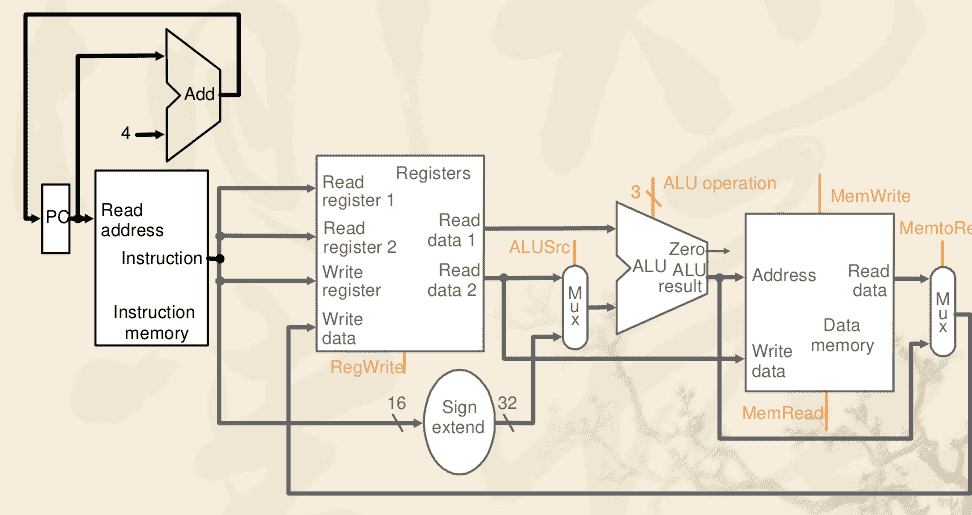 Add
4
PC
Read
address
Instruction
Instruction
memory
Registers
Read
register 1
Read
register 2
Write
register
Write
data
Read
data 1
Read
data 2
RegWrite
16
Sign
extend
32
ALUSrc
M
u
x
3
ALU operation
Zero
ALU
ALU
result
MemWrite
Address
Read
data
Data
memory
Write
data
MemRead
MemtoRe
M
u
x